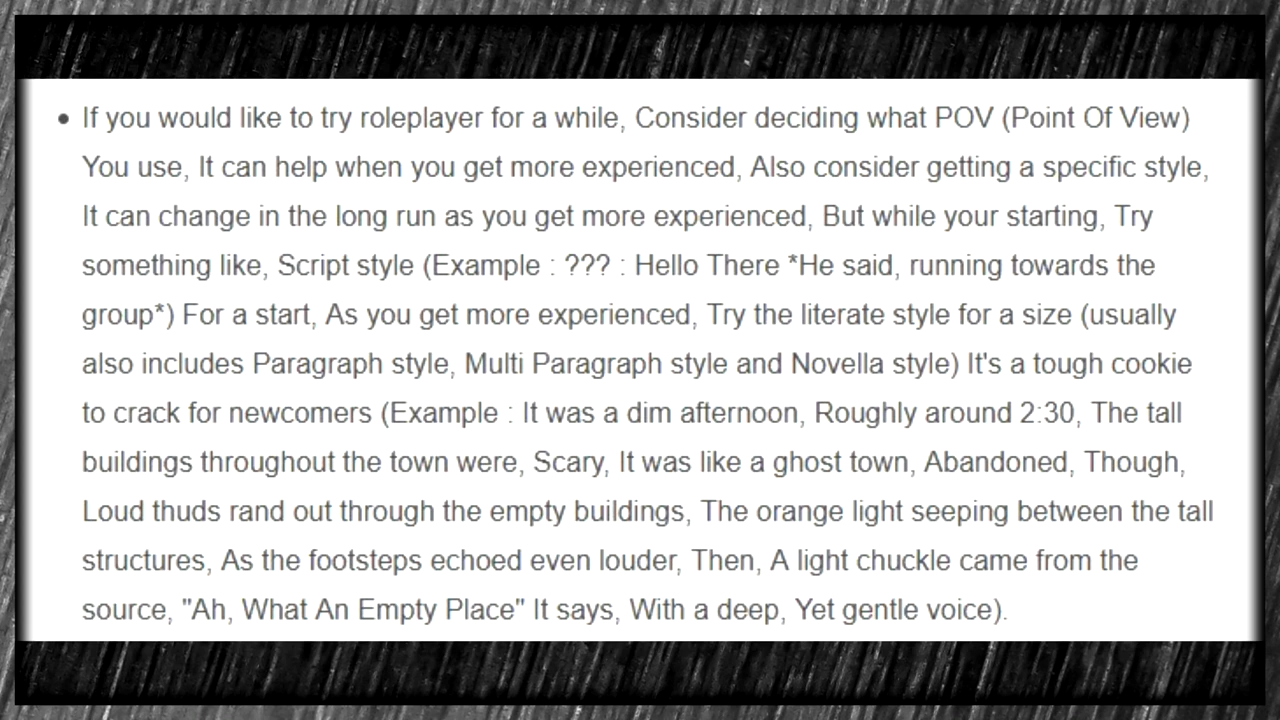 • If you would like to try roleplayer for a while, Consider deciding what POV (Point Of View)
You use, It can help when you get more experienced, Also consider getting a specific style,
It can change in the long run as you get more experienced, But while your starting, Try
something like, Script style (Example : ??? : Hello There *He said, running towards the
group*) For a start, As you get more experienced, Try the literate style for a size (usually
also includes Paragraph style, Multi Paragraph style and Novella style) It's a tough cookie
to crack for newcomers (Example : It was a dim afternoon, Roughly around 2:30, The tall
buildings throughout the town were, Scary, It was like a ghost town, Abandoned, Though,
Loud thuds rand out through the empty buildings, The orange light seeping between the tall
structures, As the footsteps echoed even louder, Then, A light chuckle came from the
source, "Ah, What An Empty Place" It says, With a deep, Yet gentle voice).